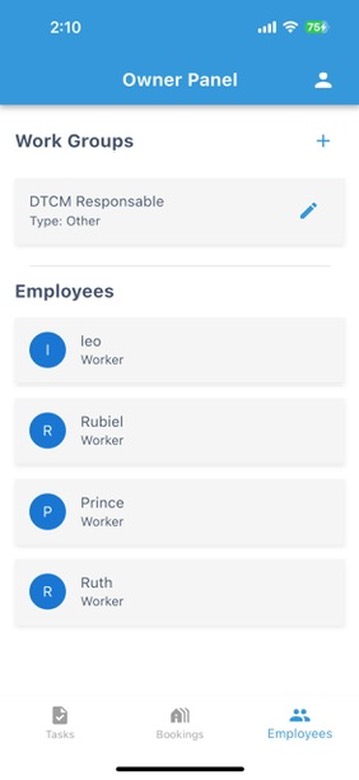 2:10
75
Owner Panel
Work Groups
+
DTCM Responsable
Type: Other
Employees
l
leo
Worker
R
Rubiel
Worker
P
Prince
Worker
R
Ruth
Worker
Tasks
Bookings
Employees